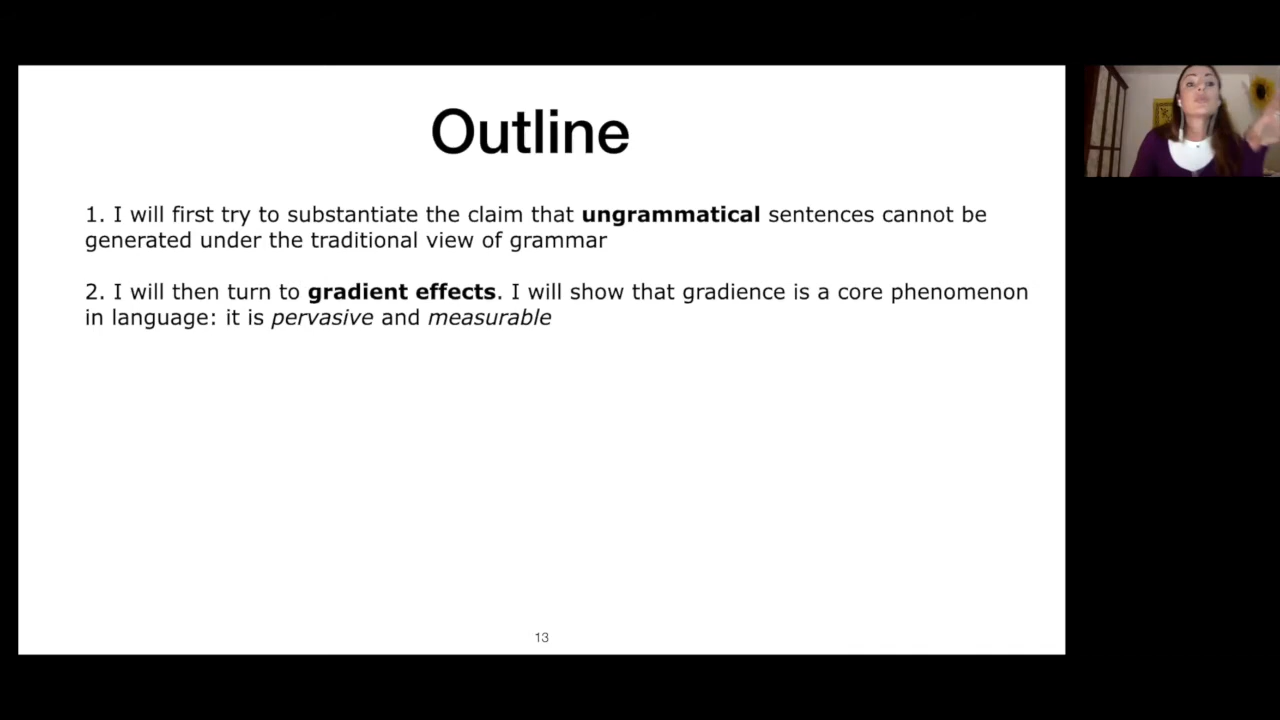 Outline
1. I will first try to substantiate the claim that ungrammatical sentences cannot be
generated under the traditional view of grammar
2. I will then turn to gradient effects. I will show that gradience is a core phenomenon
in language: it is pervasive and measurable
13